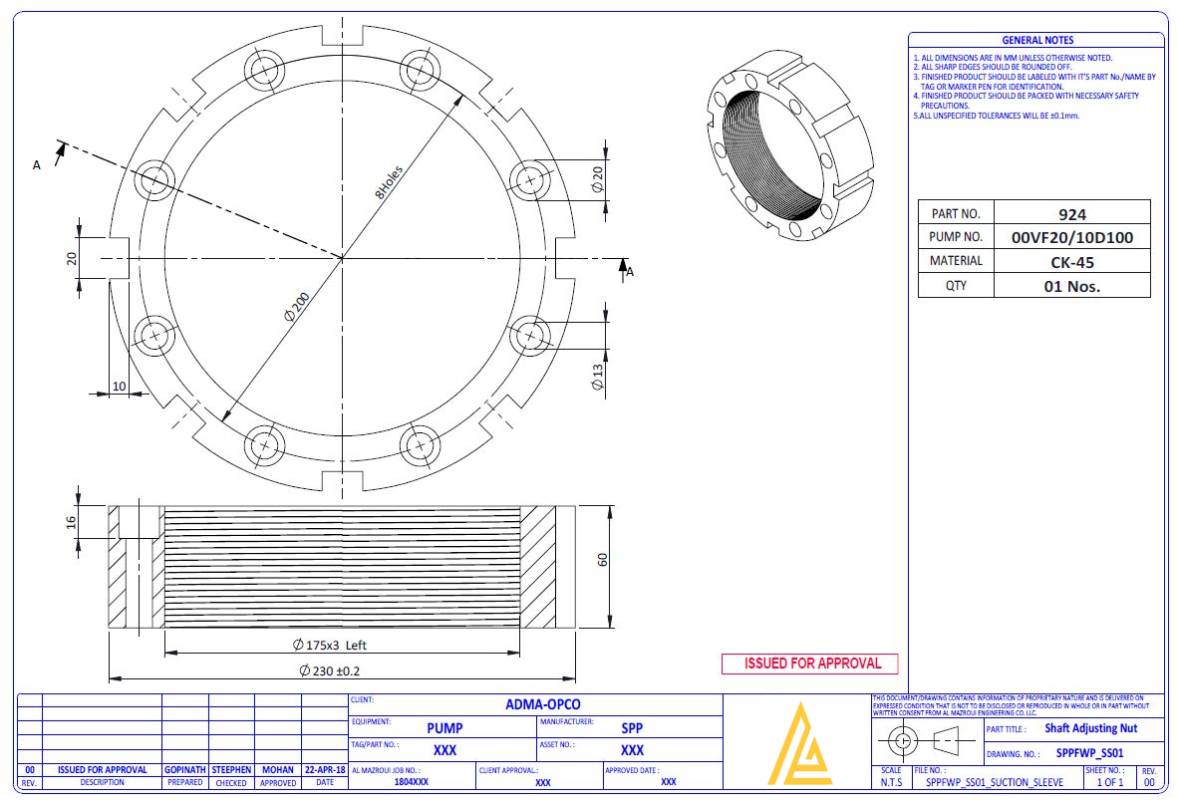 GENERAL NOTES
1. ALL DIMENSIONS ARE IN MM UNLESS OTHERWISE NOTED.
2. ALL SHARP EDGES SHOULD BE ROUNDED OFF.
3. FINISHED PRODUCT SHOULD BE LABELED WITH IT'S PART No./NAME BY
TAG OR MARKER PEN FOR IDENTIFICATION.
4. FINISHED PRODUCT SHOULD BE PACKED WITH NECESSARY SAFETY
PRECAUTIONS.
5.ALL UNSPECIFIED TOLERANCES WILL BE ±0.1mm.
PART NO. 924
PUMP NO. 00VF20/10D100
MATERIAL CK-45
QTY 01 Nos.
A
8Holes
∅20
20
A
∅200
∅13
10
16
60
∅175x3 Left
∅230 ±0.2
ISSUED FOR APPROVAL
00 ISSUED FOR APPROVAL GOPINATH STEEPHEN MOHAN 22-APR-18
REV. DESCRIPTION PREPARED CHECKED APPROVED DATE
CLIENT: ADMA-OPCO
EQUIPMENT: PUMP
MANUFACTURER: SPP
TAG/PART NO. : XXX
ASSET NO. : XXX
AL MAZROUI JOB NO. : 1804XXX
CLIENT APPROVAL.: XXX
APPROVED DATE : XXX
THIS DOCUMENT/DRAWING CONTAINS INFORMATION OF PROPRIETARY NATURE AND IS DELIVERED ON
EXPRESSED CONDITION THAT IS NOT TO BE DISCLOSED OR REPRODUCED IN WHOLE OR IN PART WITHOUT
WRITTEN CONSENT FROM AL MAZROUI ENGINEERING CO. LLC.
PART TITLE : Shaft Adjusting Nut
DRAWING. NO. : SPPFWP_SS01
SCALE N.T.S
FILE NO. : SPPFWP_SS01_SUCTION_SLEEVE
SHEET NO. : 1 OF 1
REV. 00